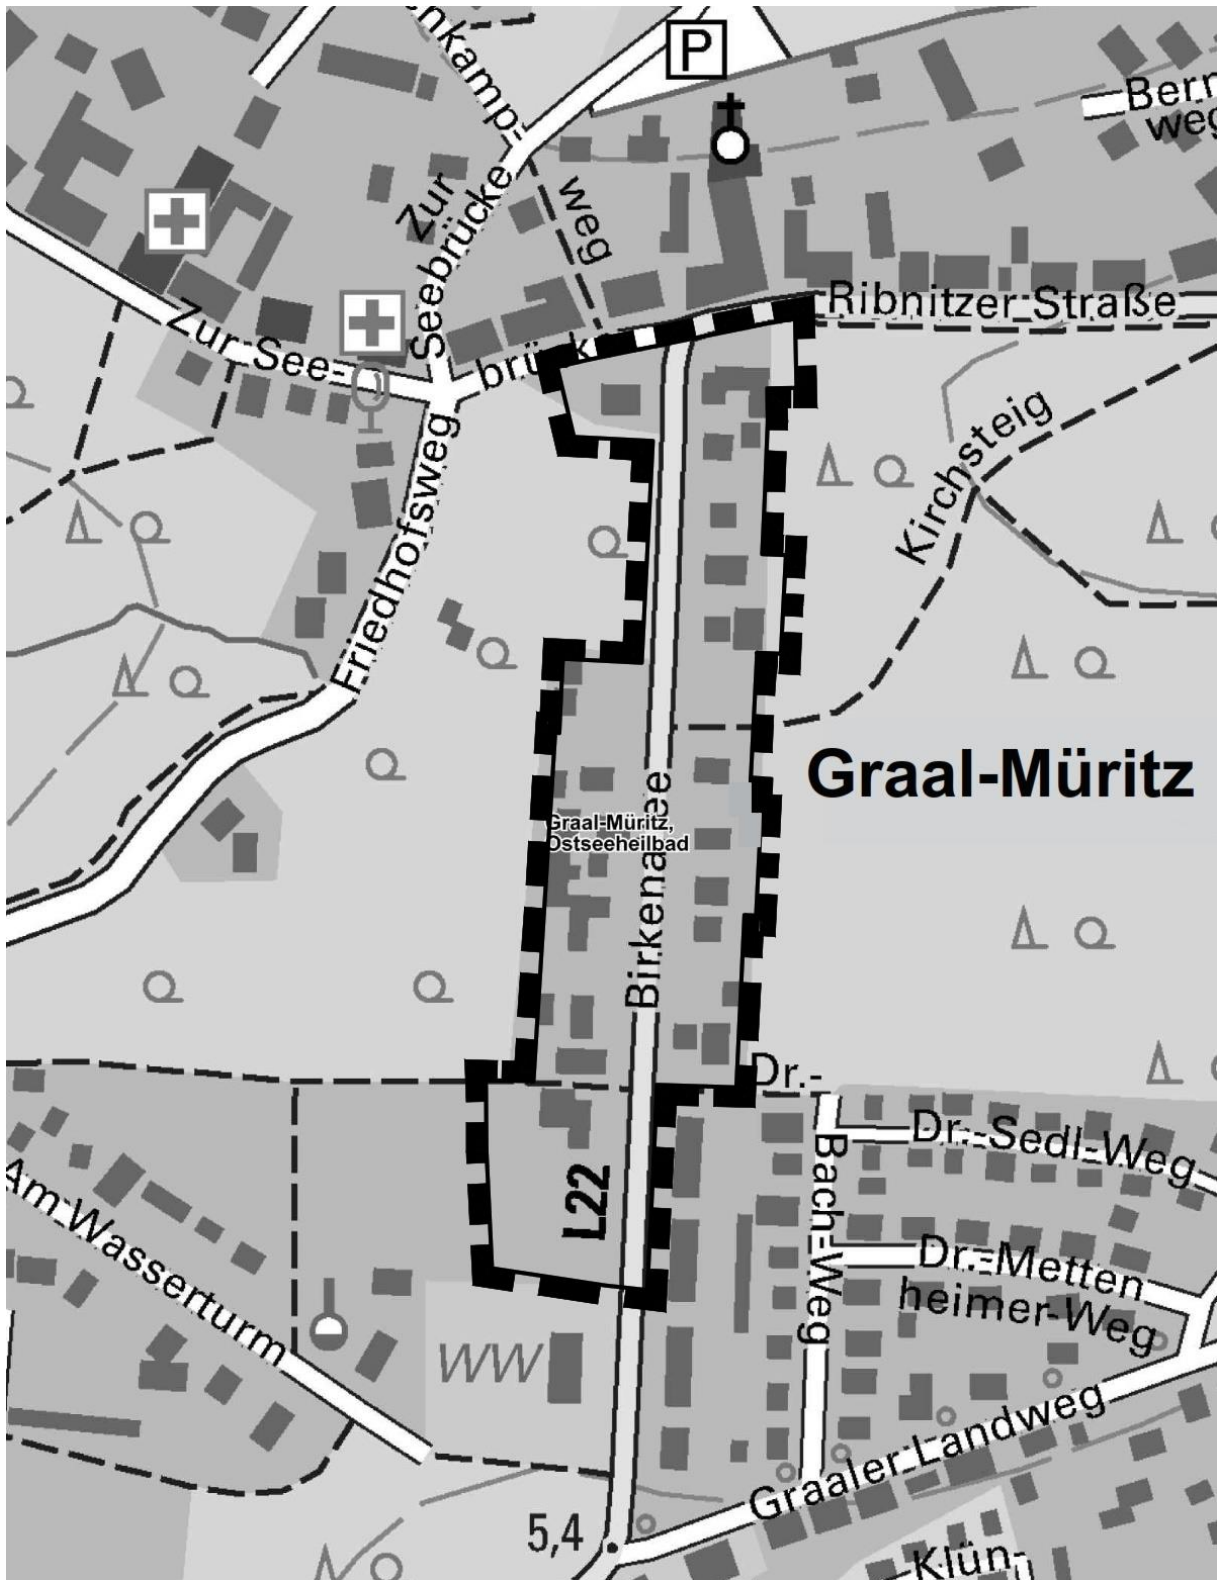 enkamp-
weg
P
Bern
weg
Zur
Seebrücke
Zur See-
brück
Ribnitzer Straße
Kirchsteig
Friedhofsweg
Graal-Müritz
Graal-Müritz,
Ostseeheilbad
Birkenallee
Dr.-
Bach-Weg
Dr.-Sedl-Weg
L22
Dr.-Metten
heimer-Weg
Am Wasserturm
WW
Graaler Landweg
5,4
Klün-